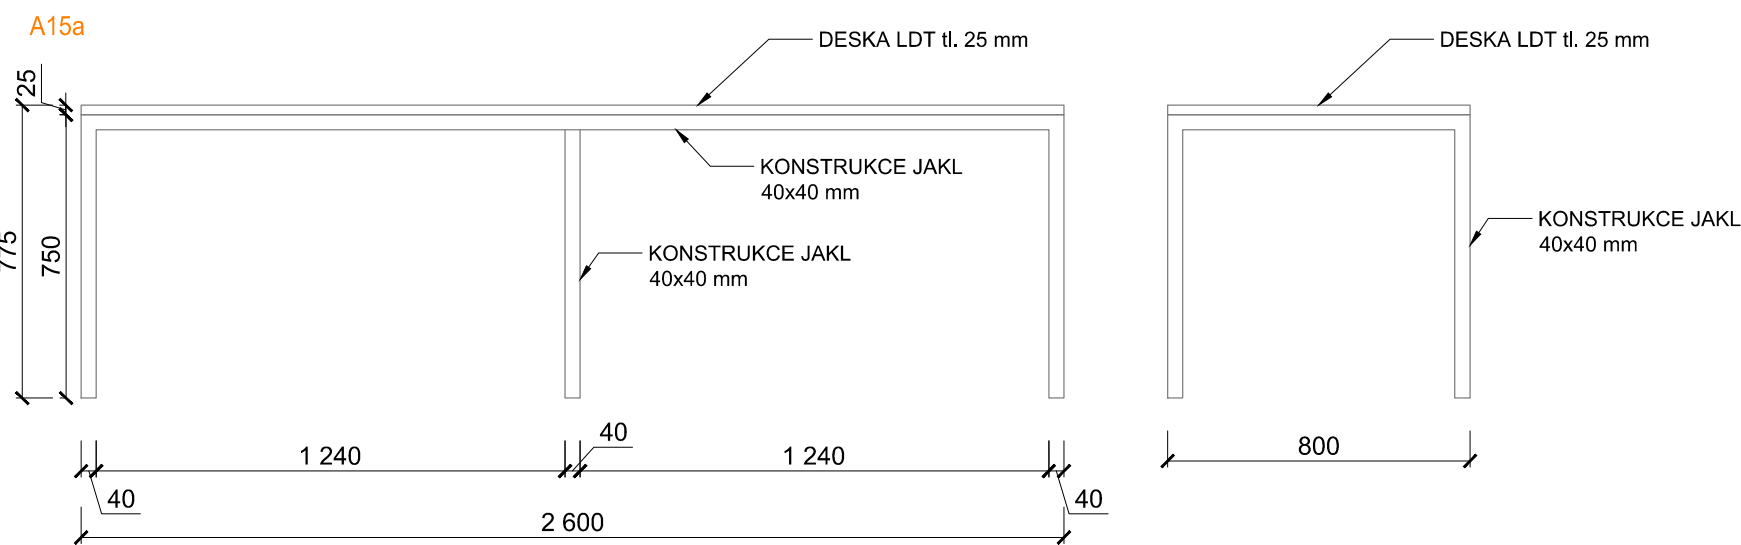 A15a
DESKA LDT tl. 25 mm
DESKA LDT tl. 25 mm
25
KONSTRUKCE JAKL
40x40 mm
KONSTRUKCE JAKL
40x40 mm
KONSTRUKCE JAKL
40x40 mm
775
750
40
1 240
1 240
800
40
40
2 600